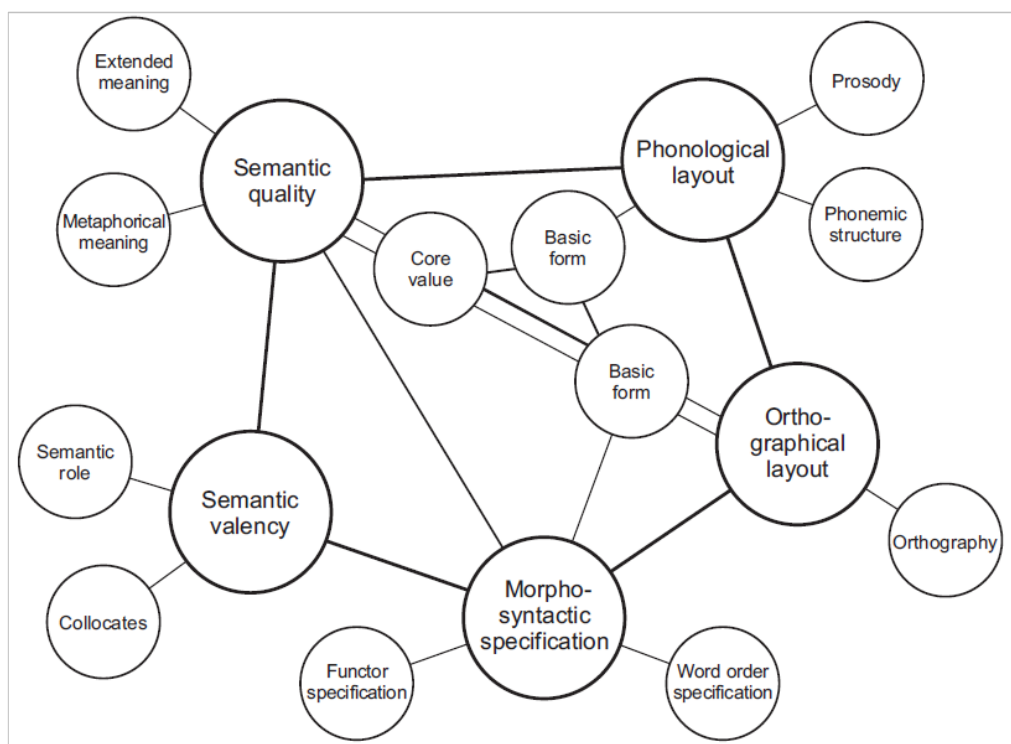 Extended
meaning
Prosody
Semantic
quality
Phonological
layout
Metaphorical
meaning
Phonemic
structure
Core
value
Basic
form
Basic
form
Ortho-
graphical
layout
Semantic
role
Semantic
valency
Orthography
Collocates
Morpho-
syntactic
specification
Functor
specification
Word order
specification